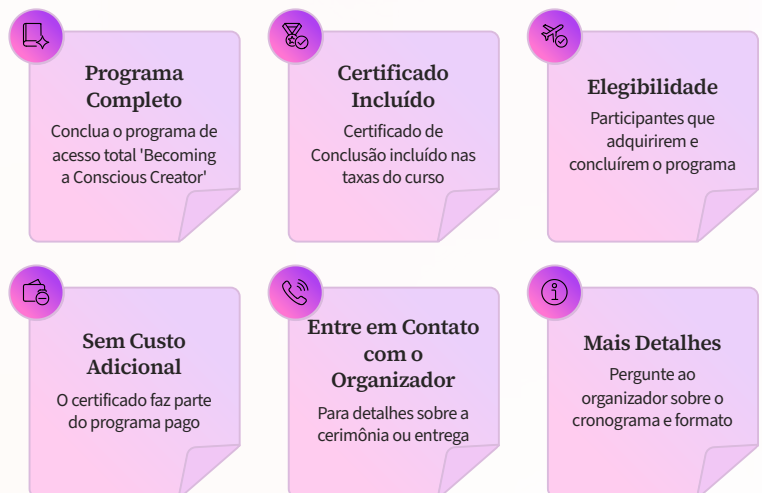 Programa
Completo
Conclua o programa de
acesso total 'Becoming
a Conscious Creator'
Certificado
Incluído
Certificado de
Conclusão incluído nas
taxas do curso
Elegibilidade
Participantes que
adquirirem e
concluírem o programa
Sem Custo
Adicional
O certificado faz parte
do programa pago
Entre em Contato
com o
Organizador
Para detalhes sobre a
cerimônia ou entrega
Mais Detalhes
Pergunte ao
organizador sobre o
cronograma e formato